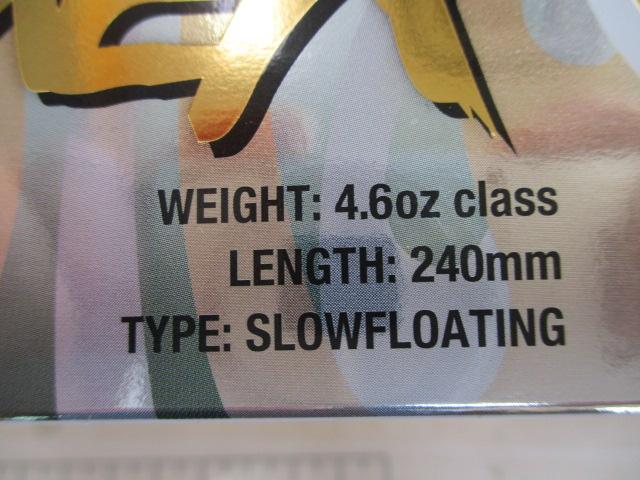 WEIGHT: 4.6oz class
LENGTH: 240mm
TYPE: SLOWFLOATING